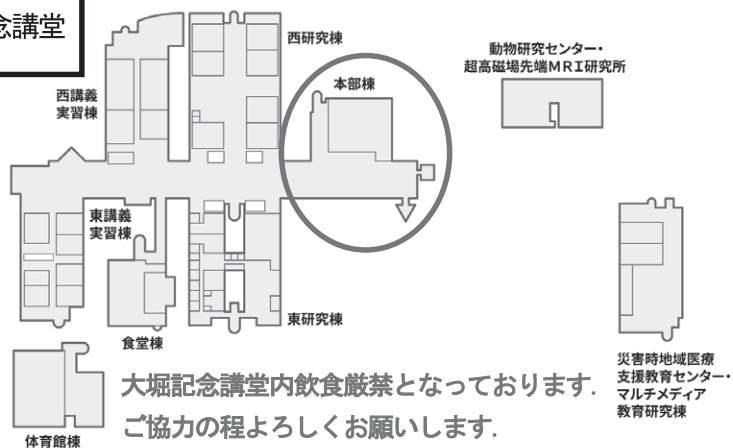 念講堂
西研究棟
動物研究センター・
超高磁場先端MRI研究所
本部棟
西講義
実習棟
東講義
実習棟
東研究棟
食堂棟
災害時地域医療
支援教育センター・
マルチメディア
教育研究棟
大堀記念講堂内飲食厳禁となっております.
ご協力の程よろしくお願いします.
体育館棟